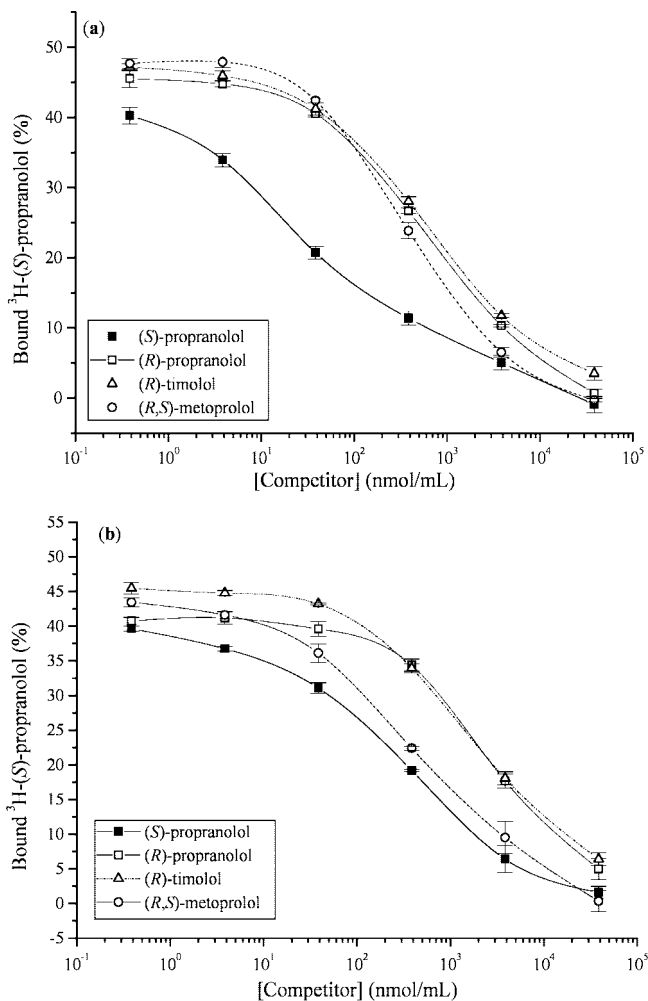 (a)
50
40
30
20
10
0
Bound ³H-(S)-propranolol (%)
(S)-propranolol
(R)-propranolol
(R)-timolol
(R,S)-metoprolol
10⁻¹ 10⁰ 10¹ 10² 10³ 10⁴ 10⁵
[Competitor] (nmol/mL)
(b)
55
50
45
40
35
30
25
20
15
10
5
0
-5
Bound ³H-(S)-propranolol (%)
(S)-propranolol
(R)-propranolol
(R)-timolol
(R,S)-metoprolol
10⁻¹ 10⁰ 10¹ 10² 10³ 10⁴ 10⁵
[Competitor] (nmol/mL)